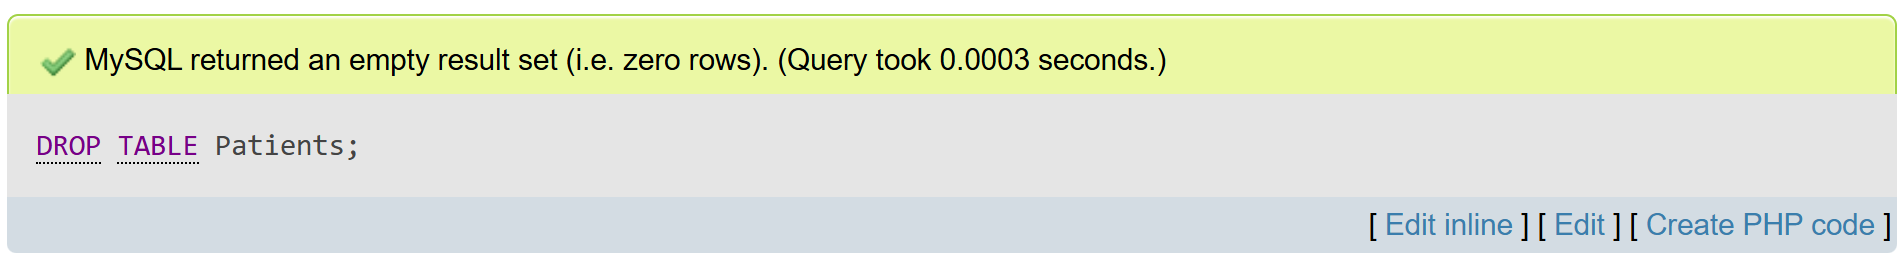 MySQL returned an empty result set (i.e. zero rows). (Query took 0.0003 seconds.)
DROP TABLE Patients;
[ Edit inline ] [ Edit ] [ Create PHP code ]